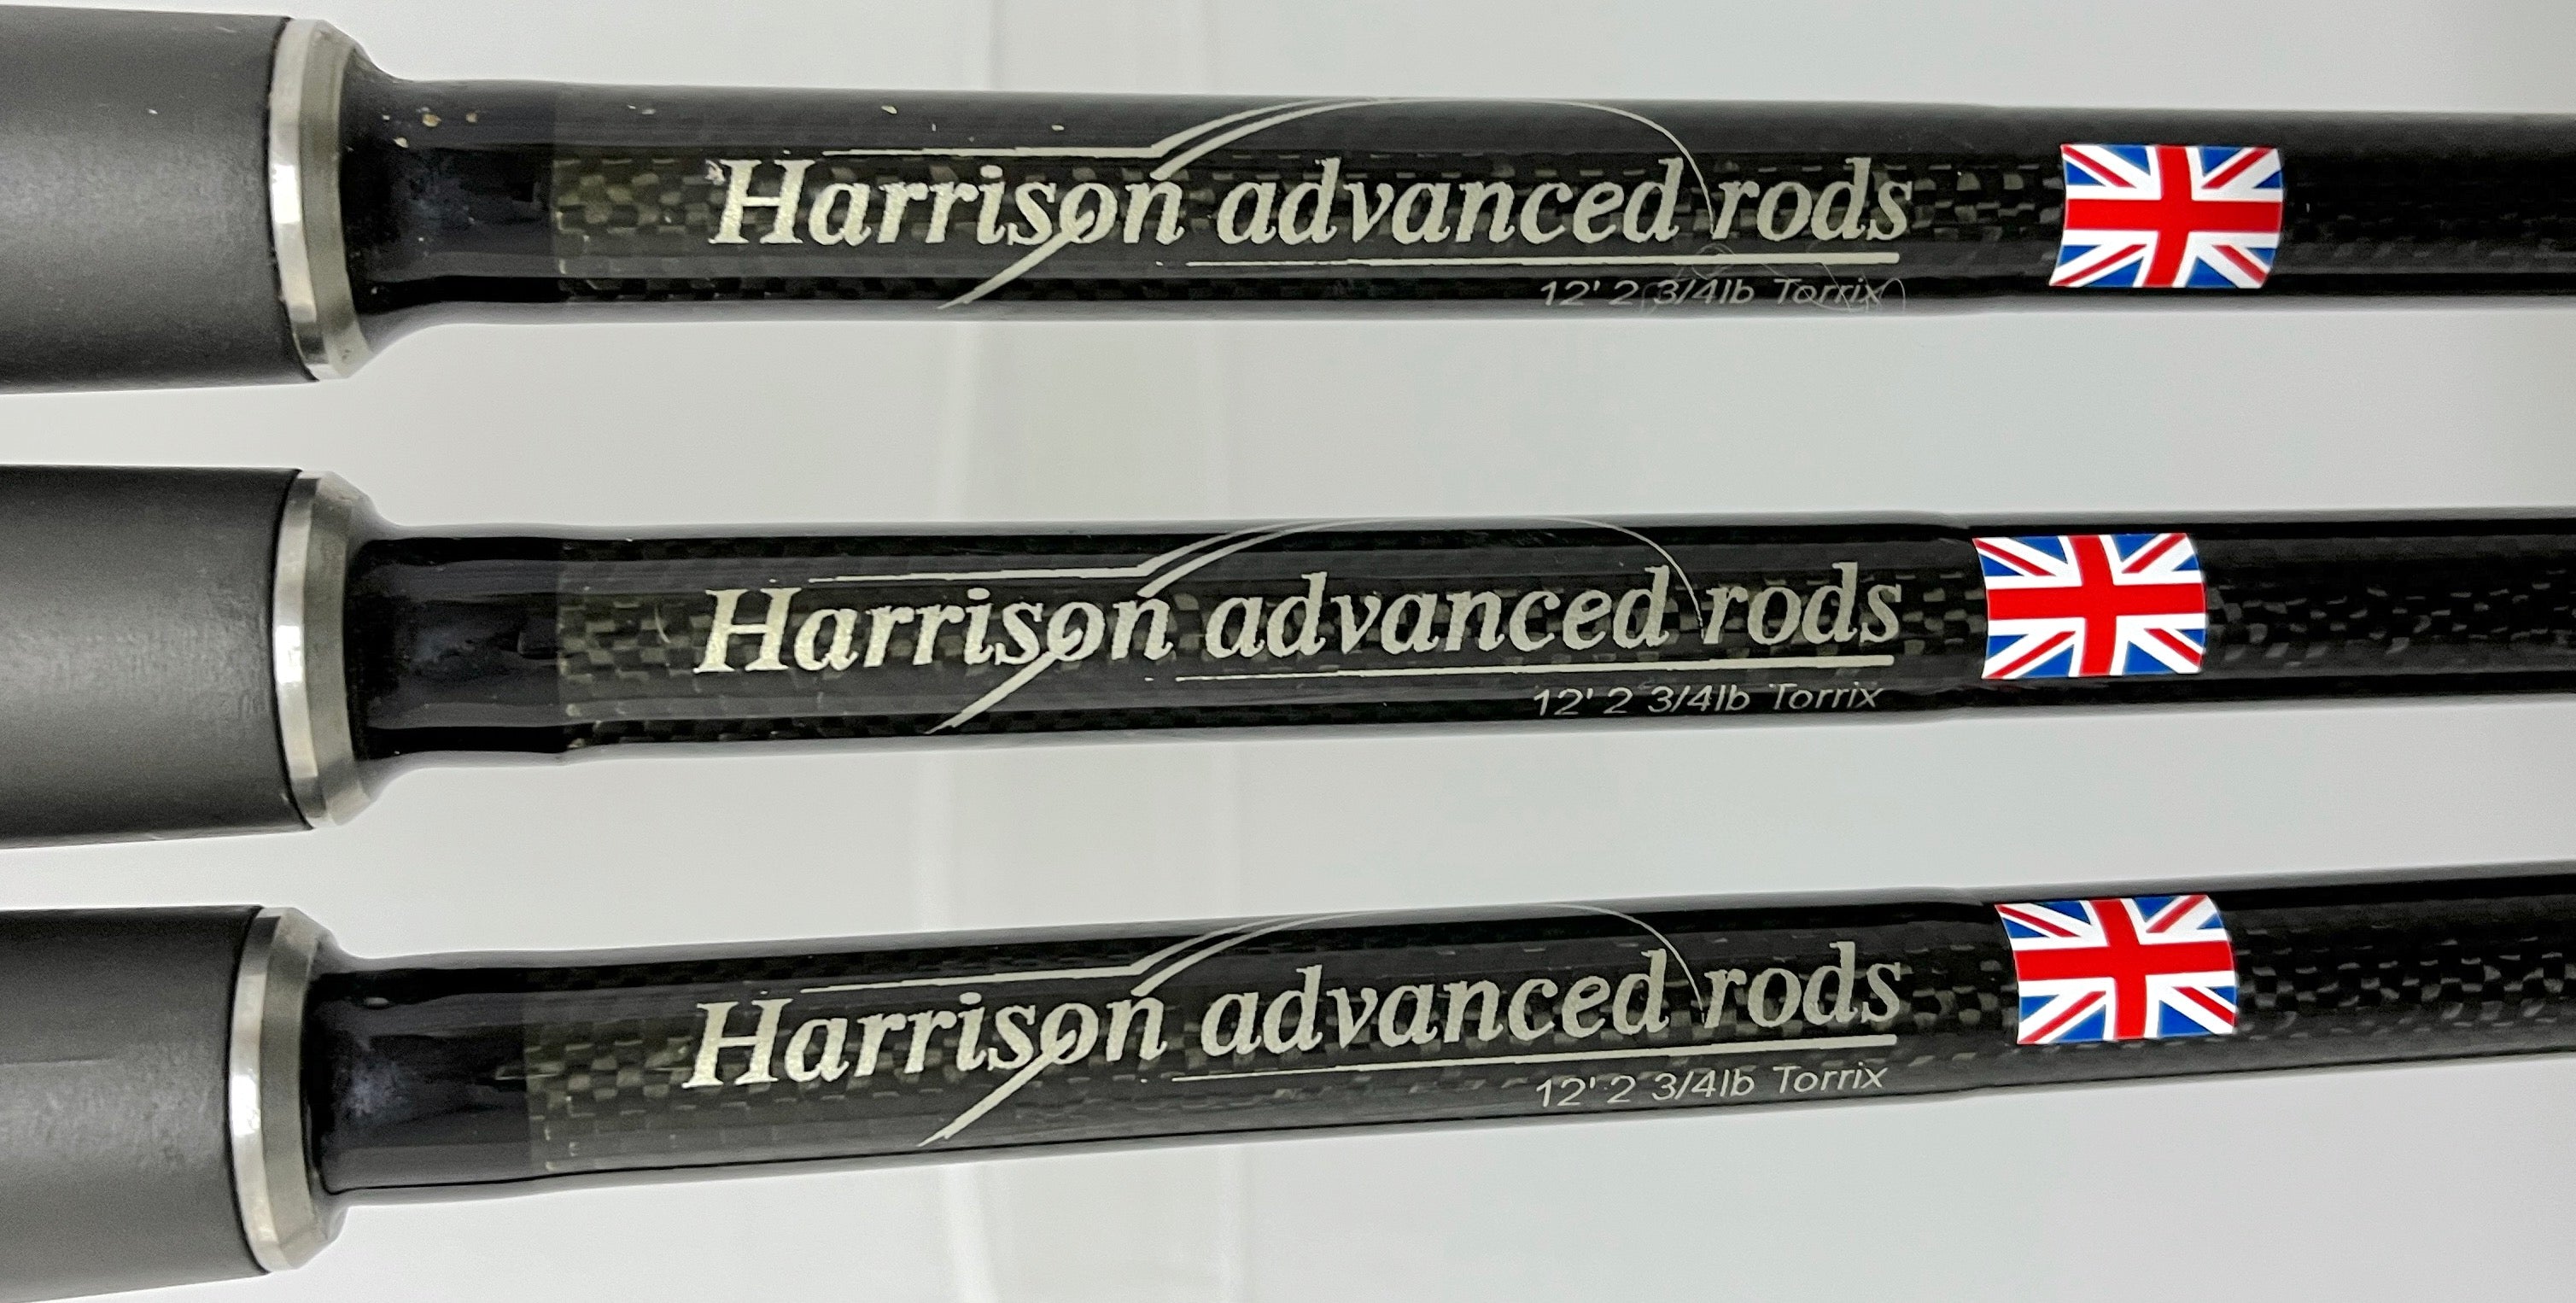 Harrison advanced rods
12' 2 3/4lb Torrix
Harrison advanced rods
12' 2 3/4lb Torrix
Harrison advanced rods
12' 2 3/4lb Torrix